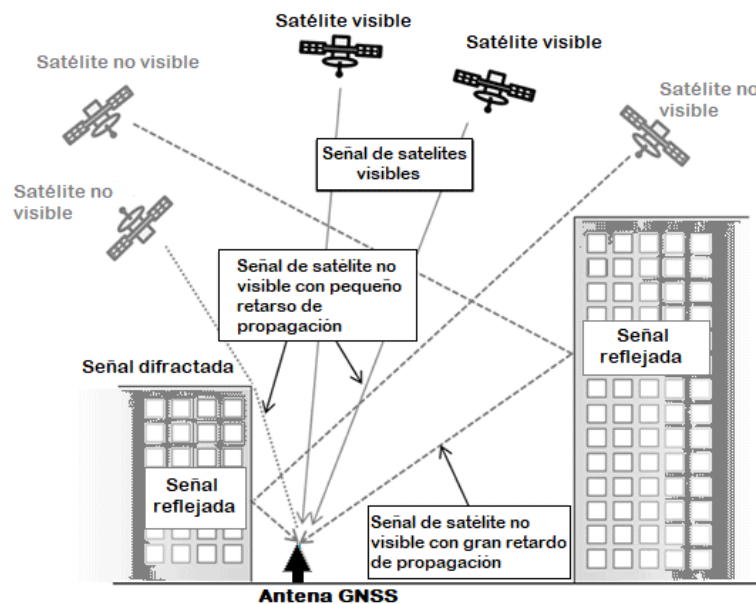 Satélite visible
Satélite visible
Satélite no visible
Satélite no
visible
Señal de satelites
visibles
Satélite no
visible
Señal de satélite no
visible con pequeño
retarso de
propagación
Señal
reflejada
Señal difractada
Señal
reflejada
Señal de satélite no
visible con gran retardo
de propagación
Antena GNSS